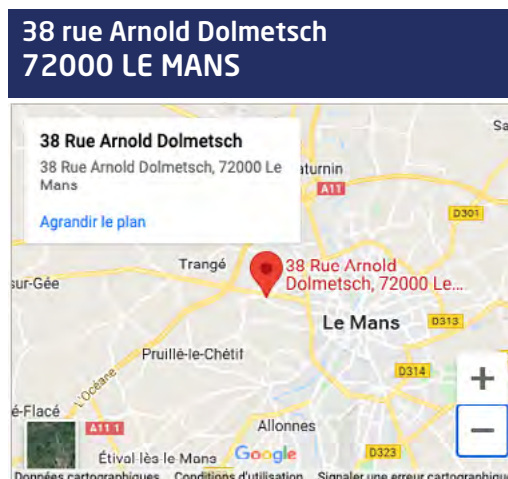 38 rue Arnold Dolmetsch
72000 LE MANS
38 Rue Arnold Dolmetsch
38 Rue Arnold Dolmetsch, 72000 Le
Mans
Agrandir le plan
Sa
aturnin
A11
D301
Trangé
38 Rue Arnold
Dolmetsch, 72000 Le...
sur-Gée
Le Mans
D313
Pruillé-le-Chétif
D314
+
L'Océane
é-Flacé
A11 1
Allonnes
−
Étival-lès-le Mans
Google
D323
Données cartographiques
Conditions d'utilisation
Signaler une erreur cartographiqu